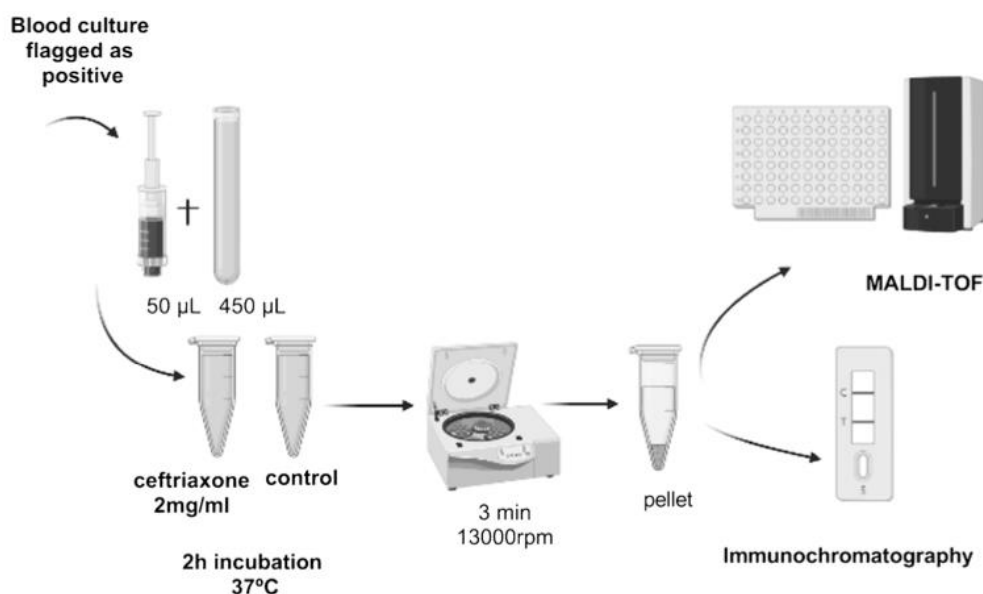 Blood culture
flagged as
positive
50 µL
450 µL
ceftriaxone
2mg/ml
control
2h incubation
37ºC
3 min
13000rpm
pellet
MALDI-TOF
C
T
S
Immunochromatography